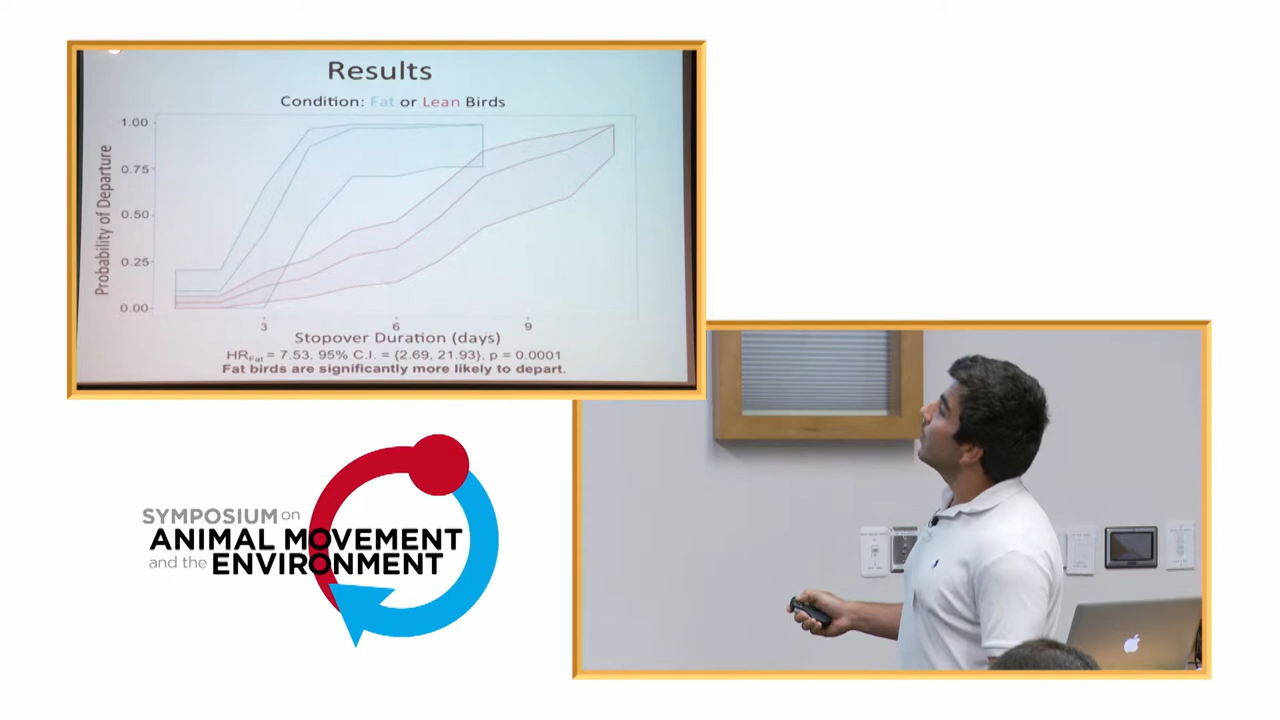 Results
Condition: Fat or Lean Birds
1.00
0.75
0.50
0.25
0.00
Probability of Departure
3 6 9
Stopover Duration (days)
HRFat = 7.53, 95% C.I. = {2.69, 21.93}, p = 0.0001
Fat birds are significantly more likely to depart.
SYMPOSIUM on
ANIMAL MOVEMENT
and the ENVIRONMENT